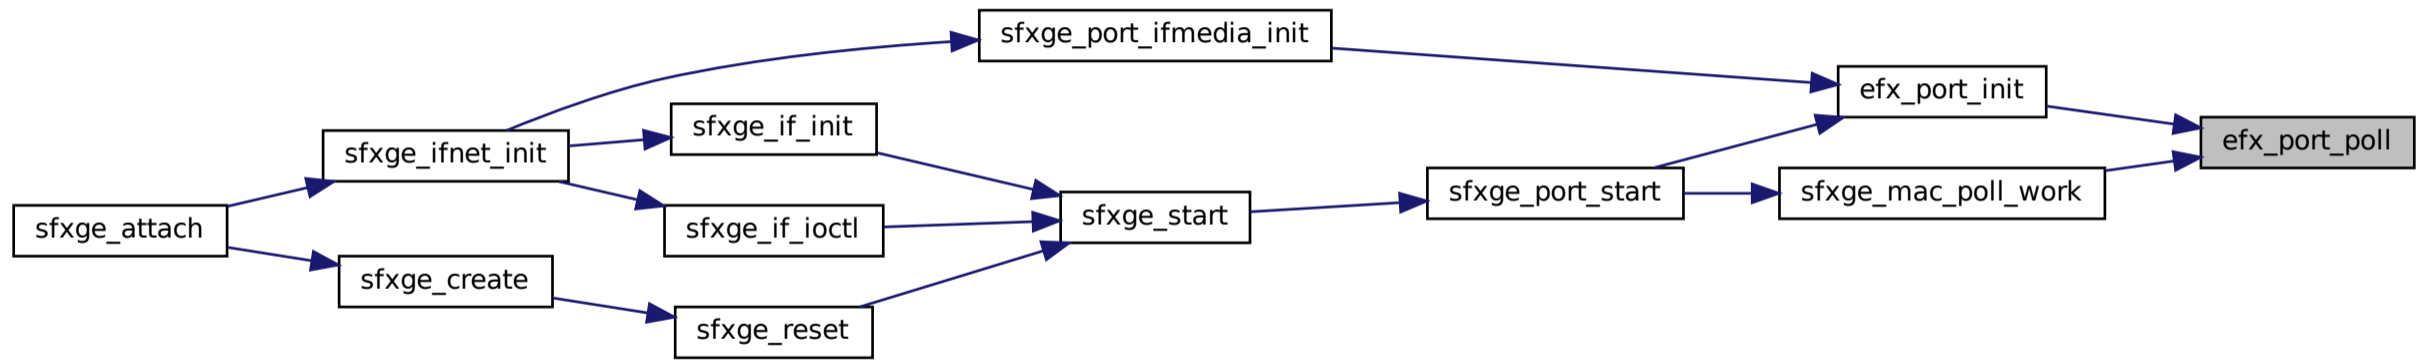 sfxge_port_ifmedia_init
efx_port_init
sfxge_if_init
efx_port_poll
sfxge_ifnet_init
sfxge_port_start
sfxge_mac_poll_work
sfxge_start
sfxge_attach
sfxge_if_ioctl
sfxge_create
sfxge_reset